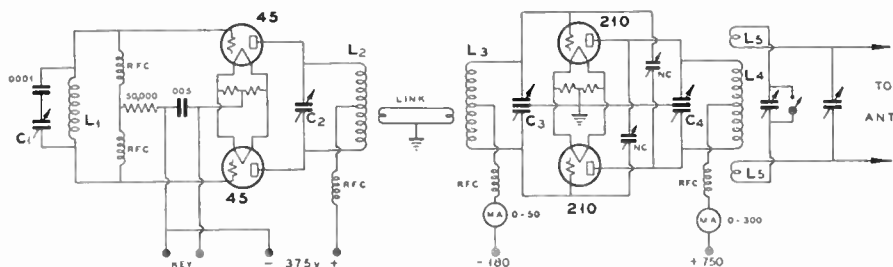 45
210
L5
L2
L3
L4
RFC
.0001
50,000
.005
NC
TO
L1
LINK
C2
C3
C4
ANT
C1
NC
RFC
L5
45
RFC
RFC
RFC
210
MA 0-50
MA 0-300
KEY
- 375 V +
- 180
+ 750